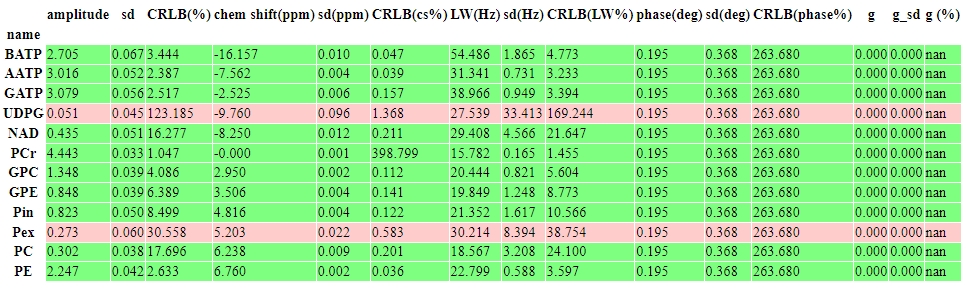 amplitude sd CRLB(%) chem shift(ppm) sd(ppm) CRLB(cs%) LW(Hz) sd(Hz) CRLB(LW%) phase(deg) sd(deg) CRLB(phase%) g g_sd g (%)
name
BATP 2.705 0.067 3.444 -16.157 0.010 0.047 54.486 1.865 4.773 0.195 0.368 263.680 0.000 0.000 nan
AATP 3.016 0.052 2.387 -7.562 0.004 0.039 31.341 0.731 3.233 0.195 0.368 263.680 0.000 0.000 nan
GATP 3.079 0.056 2.517 -2.525 0.006 0.157 38.966 0.949 3.394 0.195 0.368 263.680 0.000 0.000 nan
UDPG 0.051 0.045 123.185 -9.760 0.096 1.368 27.539 33.413 169.244 0.195 0.368 263.680 0.000 0.000 nan
NAD 0.435 0.051 16.277 -8.250 0.012 0.211 29.408 4.566 21.647 0.195 0.368 263.680 0.000 0.000 nan
PCr 4.443 0.033 1.047 -0.000 0.001 398.799 15.782 0.165 1.455 0.195 0.368 263.680 0.000 0.000 nan
GPC 1.348 0.039 4.086 2.950 0.002 0.112 20.444 0.821 5.604 0.195 0.368 263.680 0.000 0.000 nan
GPE 0.848 0.039 6.389 3.506 0.004 0.141 19.849 1.248 8.773 0.195 0.368 263.680 0.000 0.000 nan
Pin 0.823 0.050 8.499 4.816 0.004 0.122 21.352 1.617 10.566 0.195 0.368 263.680 0.000 0.000 nan
Pex 0.273 0.060 30.558 5.203 0.022 0.583 30.214 8.394 38.754 0.195 0.368 263.680 0.000 0.000 nan
PC 0.302 0.038 17.696 6.238 0.009 0.201 18.567 3.208 24.100 0.195 0.368 263.680 0.000 0.000 nan
PE 2.247 0.042 2.633 6.760 0.002 0.036 22.799 0.588 3.597 0.195 0.368 263.680 0.000 0.000 nan